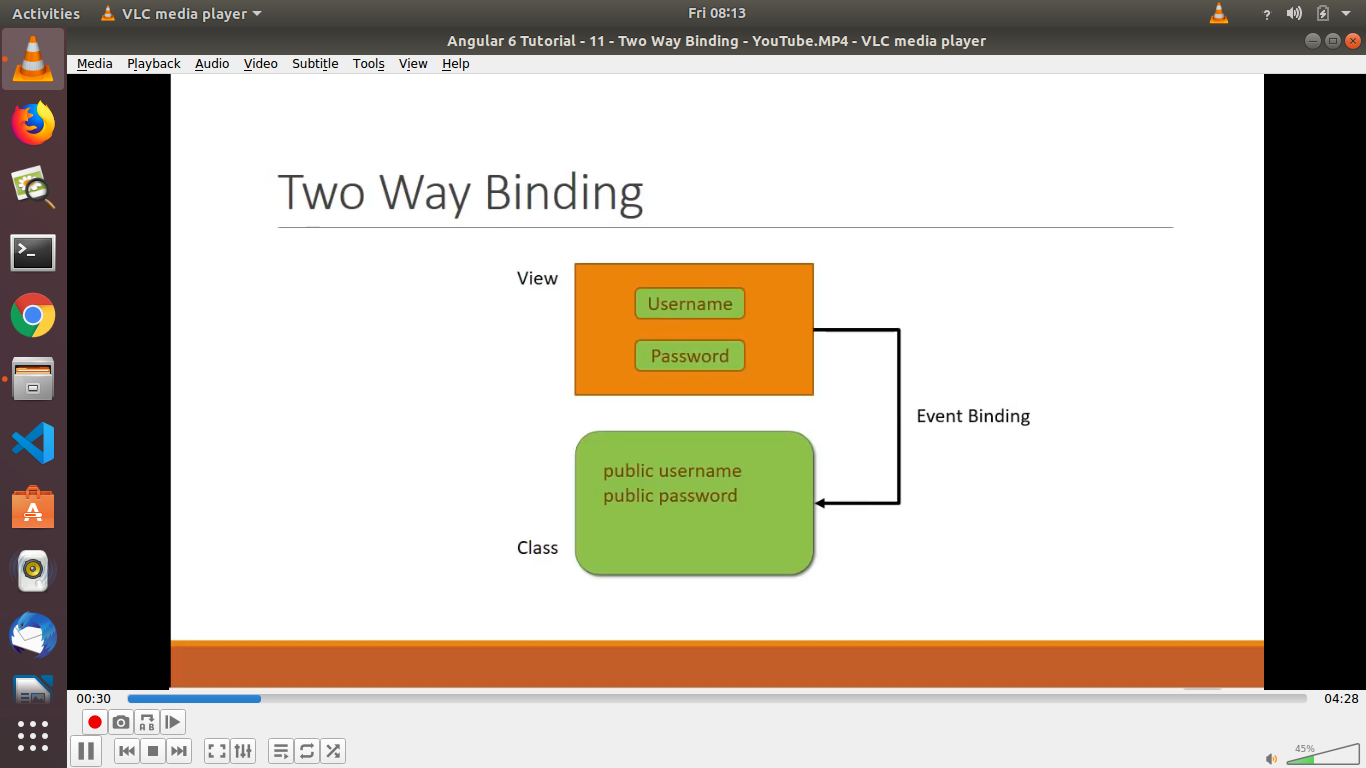 Activities
VLC media player
Fri 08:13
?
Angular 6 Tutorial - 11 - Two Way Binding - YouTube.MP4 - VLC media player
Media Playback Audio Video Subtitle Tools View Help
Two Way Binding
View
Username
Password
Event Binding
public username
public password
Class
00:30
04:28
A B
45%